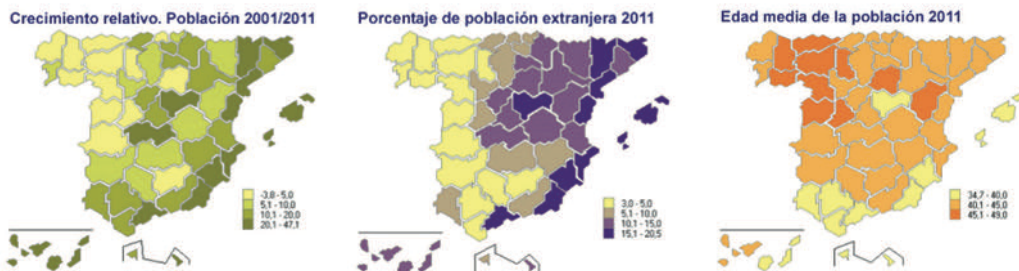 Crecimiento relativo. Población 2001/2011
-3,8 - 5,0
5,1 - 10,0
10,1 - 20,0
20,1 - 47,1
Porcentaje de población extranjera 2011
3,0 - 5,0
5,1 - 10,0
10,1 - 15,0
15,1 - 20,5
Edad media de la población 2011
34,7 - 40,0
40,1 - 45,0
45,1 - 49,0